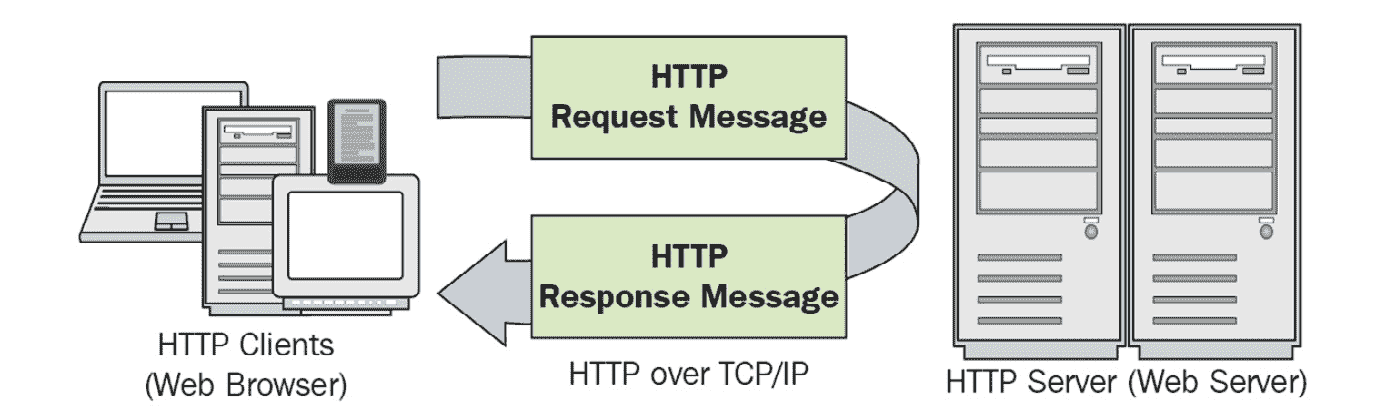 HTTP
Request Message
HTTP
Response Message
HTTP Clients
(Web Browser)
HTTP over TCP/IP
HTTP Server (Web Server)